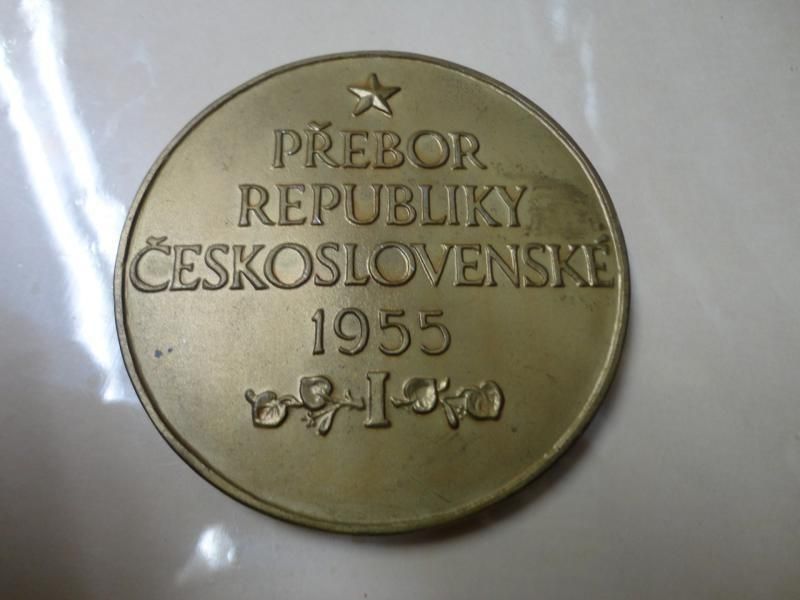 PŘEBOR
REPUBLIKY
ČESKOSLOVENSKÉ
1955
I